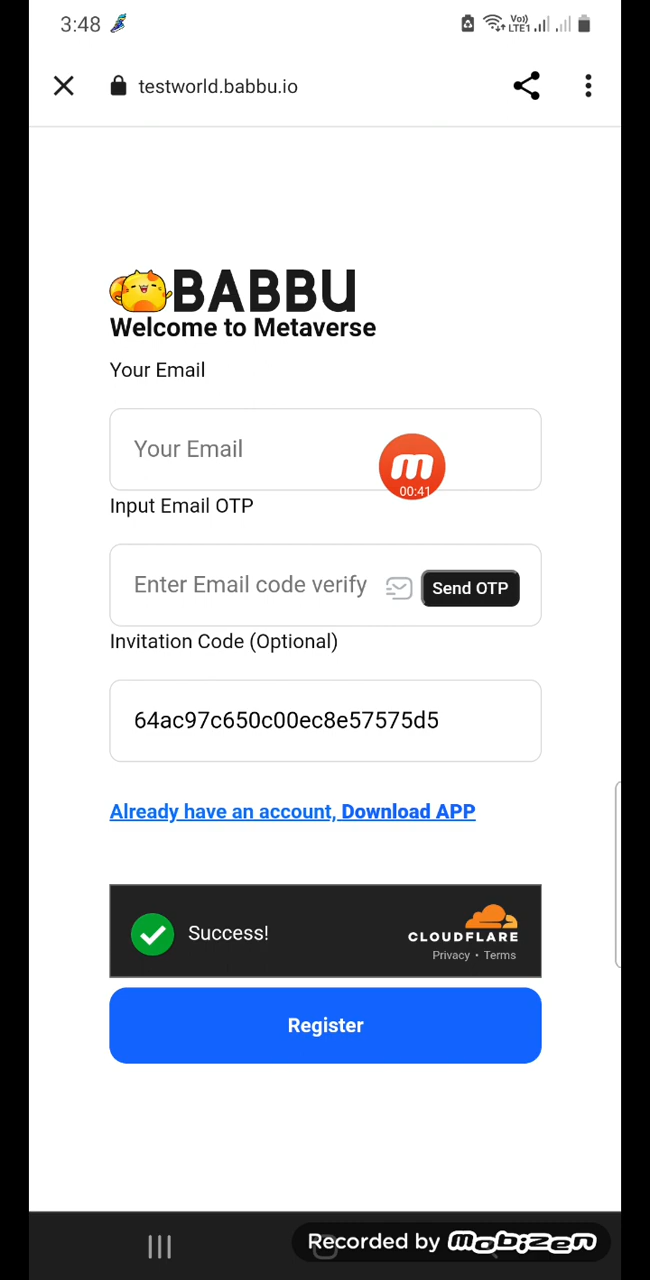 3:48
Vo)) LTE1
testworld.babbu.io
BABBU
Welcome to Metaverse
Your Email
Your Email
m
00:41
Input Email OTP
Enter Email code verify
Send OTP
Invitation Code (Optional)
64ac97c650c00ec8e57575d5
Already have an account, Download APP
Success!
CLOUDFLARE
Privacy • Terms
Register
Recorded by mobizen